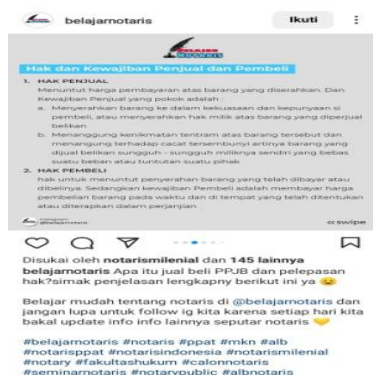 belajarnotaris
Ikuti
BELAJAR
NOTARIS
Hak dan Kewajiban Penjual dan Pembeli
1. HAK PENJUAL
Menuntut harga pembayaran atas barang yang diserahkan. Dan
Kewajiban Penjual yang pokok adalah :
a. Menyerahkan barang ke dalam kekuasaan dan kepunyaan si
pembeli, atau menyerahkan hak milik atas barang yang diperjual
belikan
b. Menanggung kenikmatan tentram atas barang tersebut dan
menangung terhadap cacat tersembunyi artinya barang yang
dijual belikan sungguh - sungguh miliknya sendiri yang bebas
suatu beban atau tuntutan suatu pihak
2. HAK PEMBELI
hak untuk menuntut penyerahan barang yang telah dibayar atau
dibelinya. Sedangkan kewajiban Pembeli adalah membayar harga
pembelian barang pada waktu dan di tempat yang telah ditentukan
atau diterapkan dalam perjanjian
@belajarnotaris
<<swipe
Disukai oleh notarismilenial dan 145 lainnya
belajarnotaris Apa itu jual beli PPJB dan pelepasan
hak?simak penjelasan lengkapny berikut ini ya 😉
Belajar mudah tentang notaris di @belajarnotaris dan
jangan lupa untuk follow ig kita karena setiap hari kita
bakal update info info lainnya seputar notaris 💛
#belajarnotaris #notaris #ppat #mkn #alb
#notarisppat #notarisindonesia #notarismilenial
#notary #fakultashukum #calonnotaris
#seminarnotaris #notarypublic #albnotaris